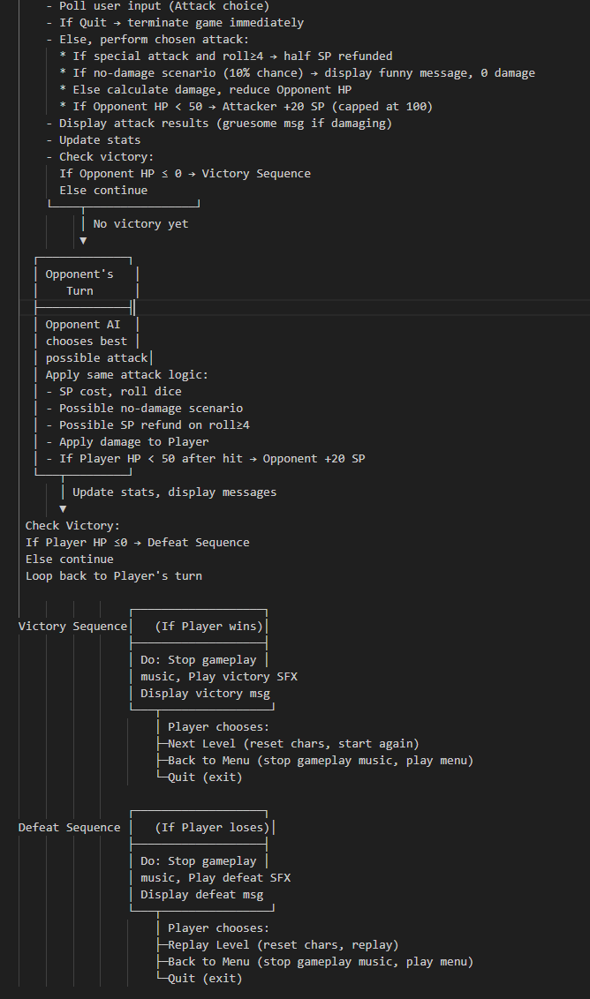 - Poll user input (Attack choice)
- If Quit → terminate game immediately
- Else, perform chosen attack:
* If special attack and roll≥4 → half SP refunded
* If no-damage scenario (10% chance) → display funny message, 0 damage
* Else calculate damage, reduce Opponent HP
* If Opponent HP < 50 → Attacker +20 SP (capped at 100)
- Display attack results (gruesome msg if damaging)
- Update stats
- Check victory:
If Opponent HP ≤ 0 → Victory Sequence
Else continue
No victory yet
Opponent's
Turn
Opponent AI
chooses best
possible attack
Apply same attack logic:
- SP cost, roll dice
- Possible no-damage scenario
- Possible SP refund on roll≥4
- Apply damage to Player
- If Player HP < 50 after hit → Opponent +20 SP
Update stats, display messages
Check Victory:
If Player HP ≤0 → Defeat Sequence
Else continue
Loop back to Player's turn
Victory Sequence (If Player wins)
Do: Stop gameplay
music, Play victory SFX
Display victory msg
Player chooses:
Next Level (reset chars, start again)
Back to Menu (stop gameplay music, play menu)
Quit (exit)
Defeat Sequence (If Player loses)
Do: Stop gameplay
music, Play defeat SFX
Display defeat msg
Player chooses:
Replay Level (reset chars, replay)
Back to Menu (stop gameplay music, play menu)
Quit (exit)